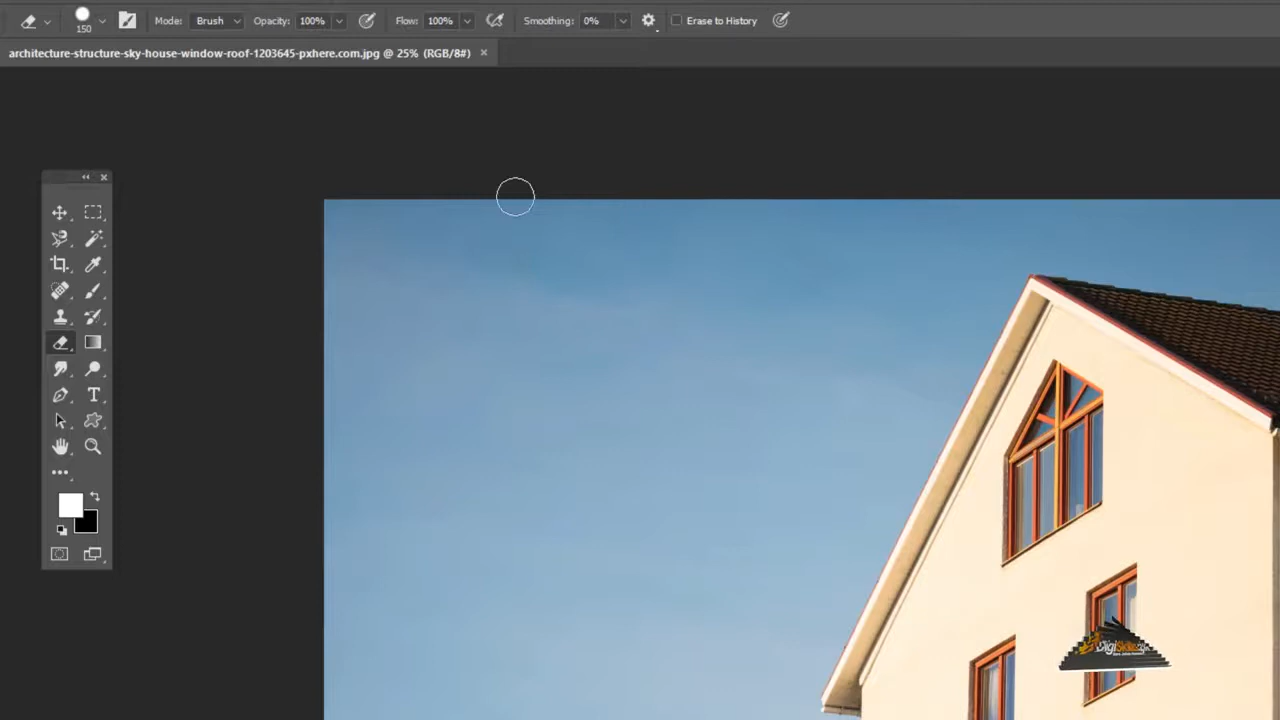 Mode: Brush Opacity: 100% Flow: 100% Smoothing: 0% Erase to History
150
architecture-structure-sky-house-window-roof-1203645-pxhere.com.jpg @ 25% (RGB/8#) ×
T
DigiSkills